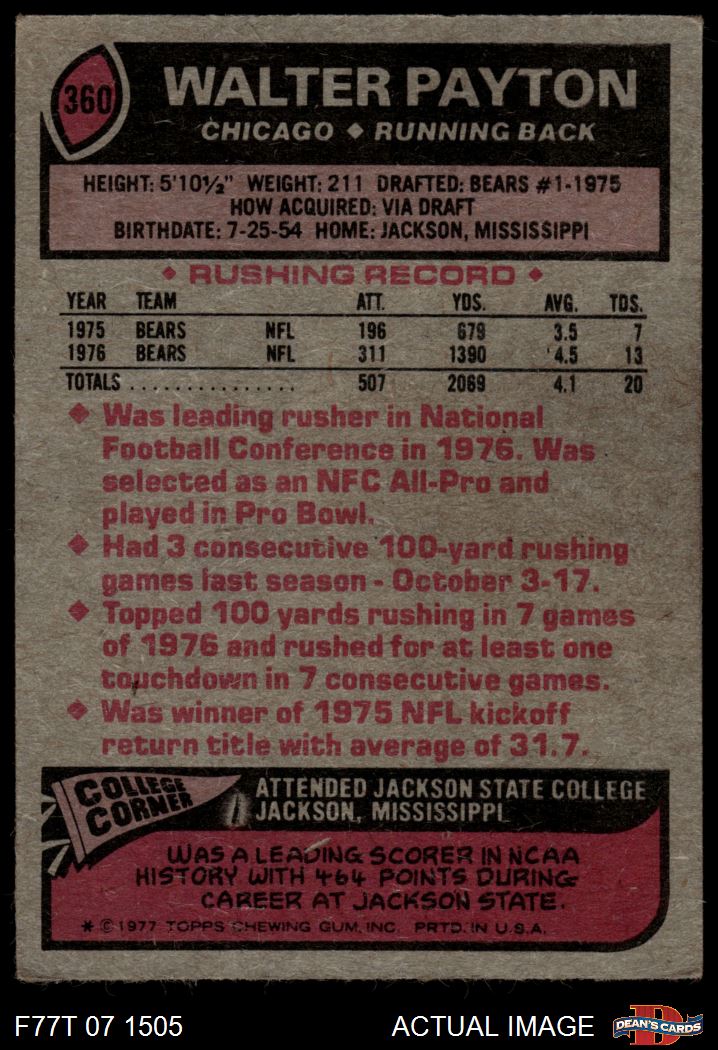 360
WALTER PAYTON
CHICAGO ◆ RUNNING BACK
HEIGHT: 5'10½" WEIGHT: 211 DRAFTED: BEARS #1-1975
HOW ACQUIRED: VIA DRAFT
BIRTHDATE: 7-25-54 HOME: JACKSON, MISSISSIPPI
◆ RUSHING RECORD ◆
YEAR TEAM ATT. YDS. AVG. TDS.
1975 BEARS NFL 196 679 3.5 7
1976 BEARS NFL 311 1390 4.5 13
TOTALS ............... 507 2069 4.1 20
◆ Was leading rusher in National
Football Conference in 1976. Was
selected as an NFC All-Pro and
played in Pro Bowl.
◆ Had 3 consecutive 100-yard rushing
games last season - October 3-17.
◆ Topped 100 yards rushing in 7 games
of 1976 and rushed for at least one
touchdown in 7 consecutive games.
◆ Was winner of 1975 NFL kickoff
return title with average of 31.7.
COLLEGE
CORNER
ATTENDED JACKSON STATE COLLEGE
JACKSON, MISSISSIPPI
WAS A LEADING SCORER IN NCAA
HISTORY WITH 464 POINTS DURING
CAREER AT JACKSON STATE.
* © 1977 TOPPS CHEWING GUM, INC. PRTD. IN U.S.A.
F77T 07 1505 ACTUAL IMAGE
D
DEAN'S CARDS